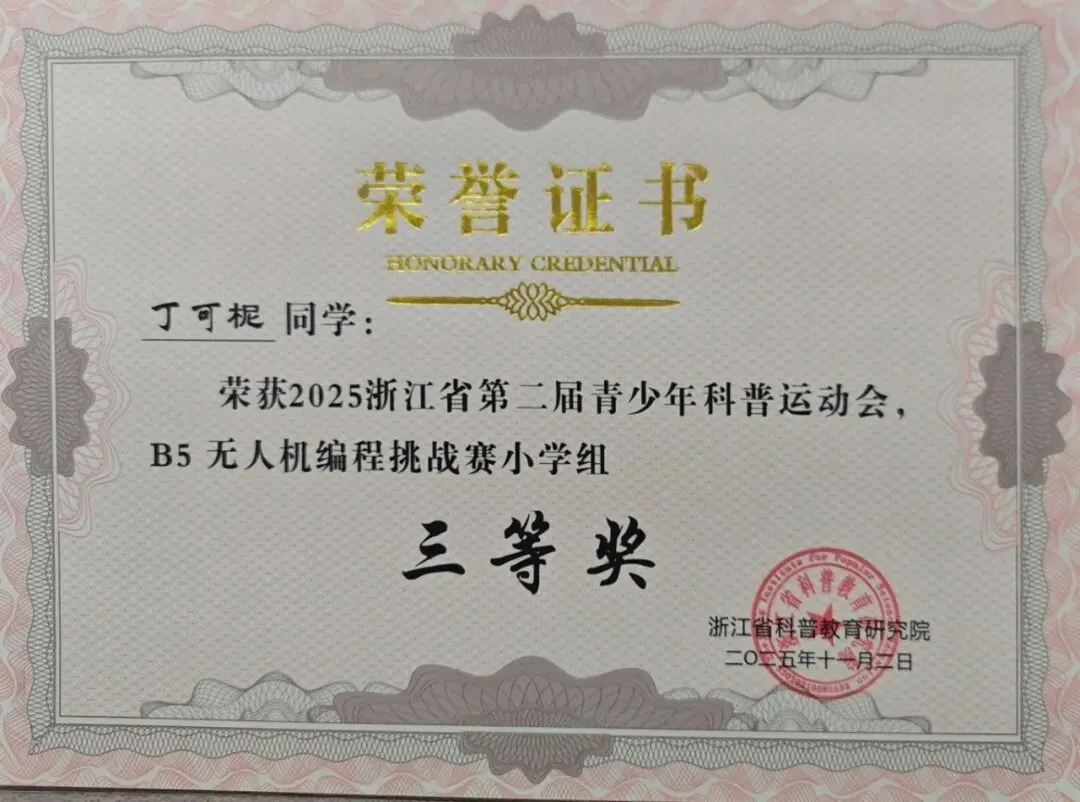 荣誉证书
HONORARY CREDENTIAL
丁可柅 同学：
荣获2025浙江省第二届青少年科普运动会，
B5 无人机编程挑战赛小学组
三等奖
浙江省科普教育研究院
二〇二五年十一月二日